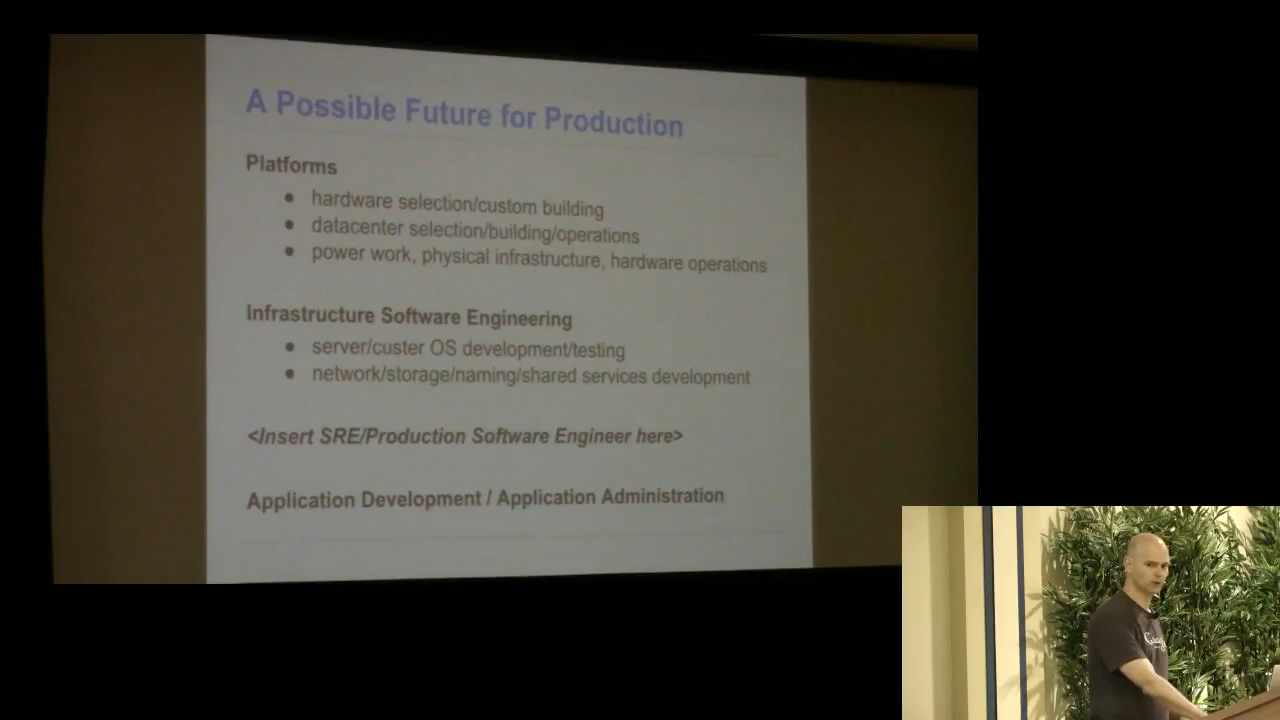 A Possible Future for Production
Platforms
● hardware selection/custom building
● datacenter selection/building/operations
● power work, physical infrastructure, hardware operations
Infrastructure Software Engineering
● server/custer OS development/testing
● network/storage/naming/shared services development
<Insert SRE/Production Software Engineer here>
Application Development / Application Administration